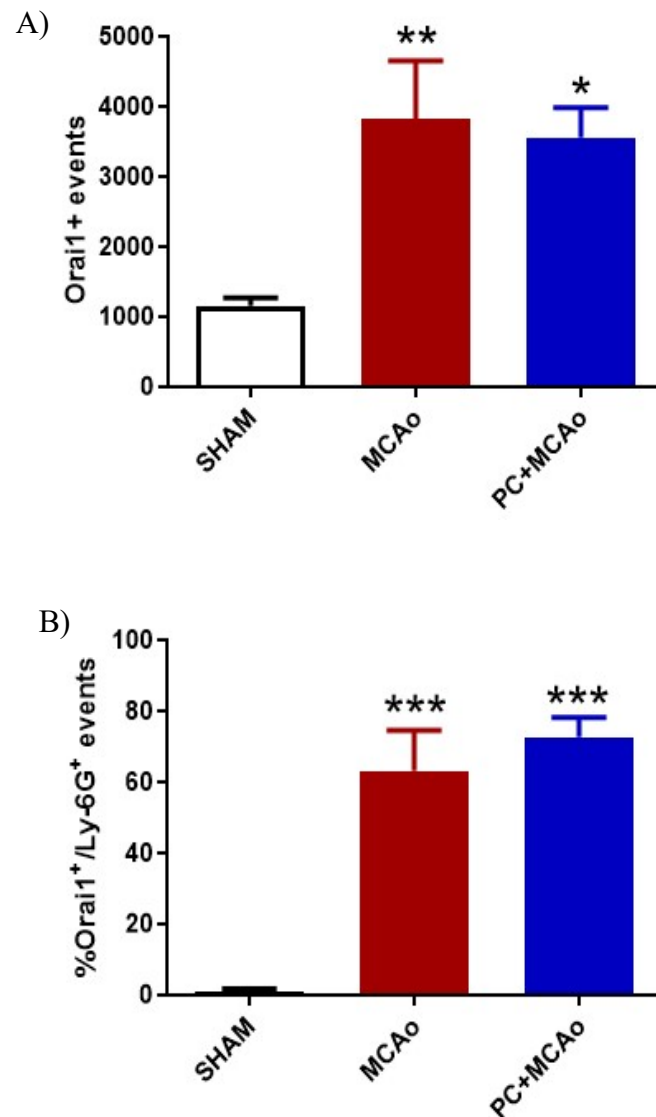 A)
Orai1+ events
5000
4000
3000
2000
1000
0
**
*
SHAM
MCAo
PC+MCAo
B)
%Orai1⁺/Ly-6G⁺ events
100
80
60
40
20
0
***
***
SHAM
MCAo
PC+MCAo